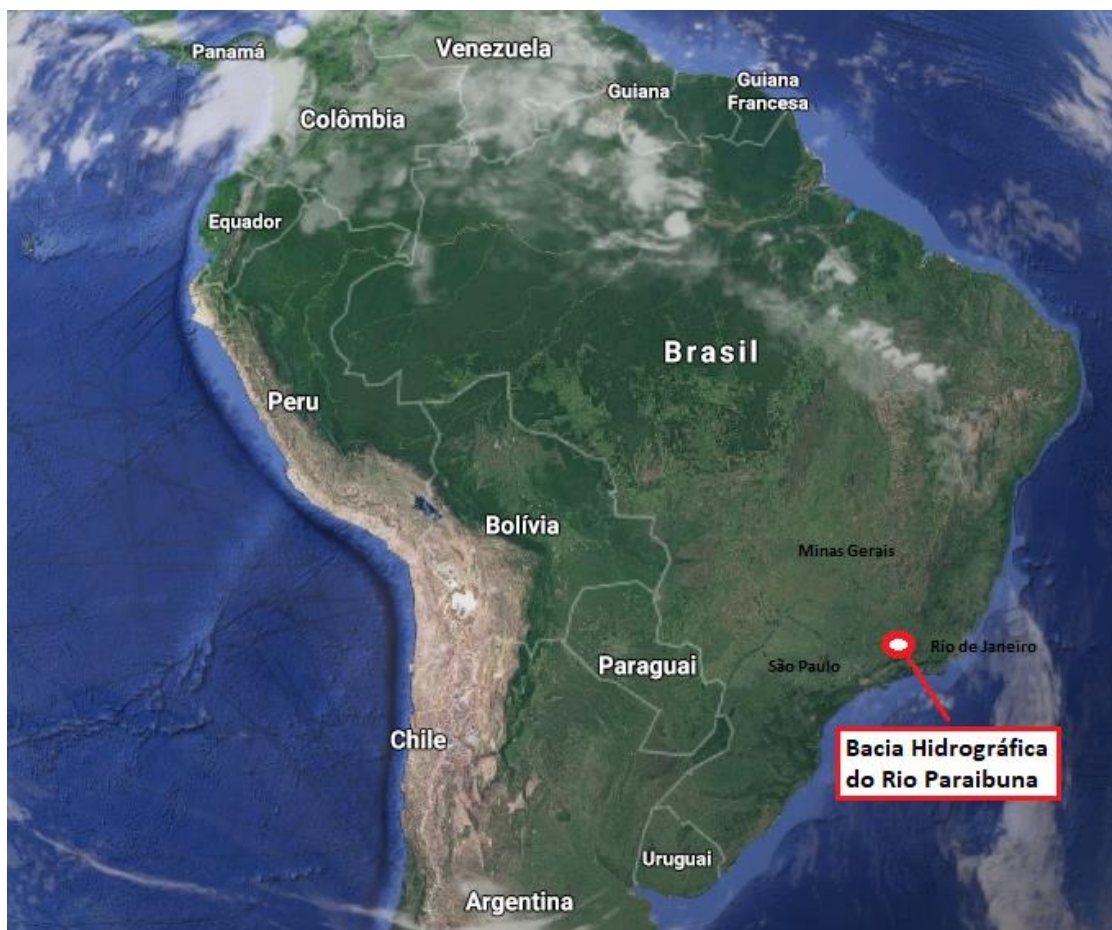 Panamá
Venezuela
Guiana
Guiana
Francesa
Colômbia
Equador
Brasil
Peru
Bolívia
Minas Gerais
Rio de Janeiro
São Paulo
Paraguai
Chile
Bacia Hidrográfica
do Rio Paraibuna
Uruguai
Argentina